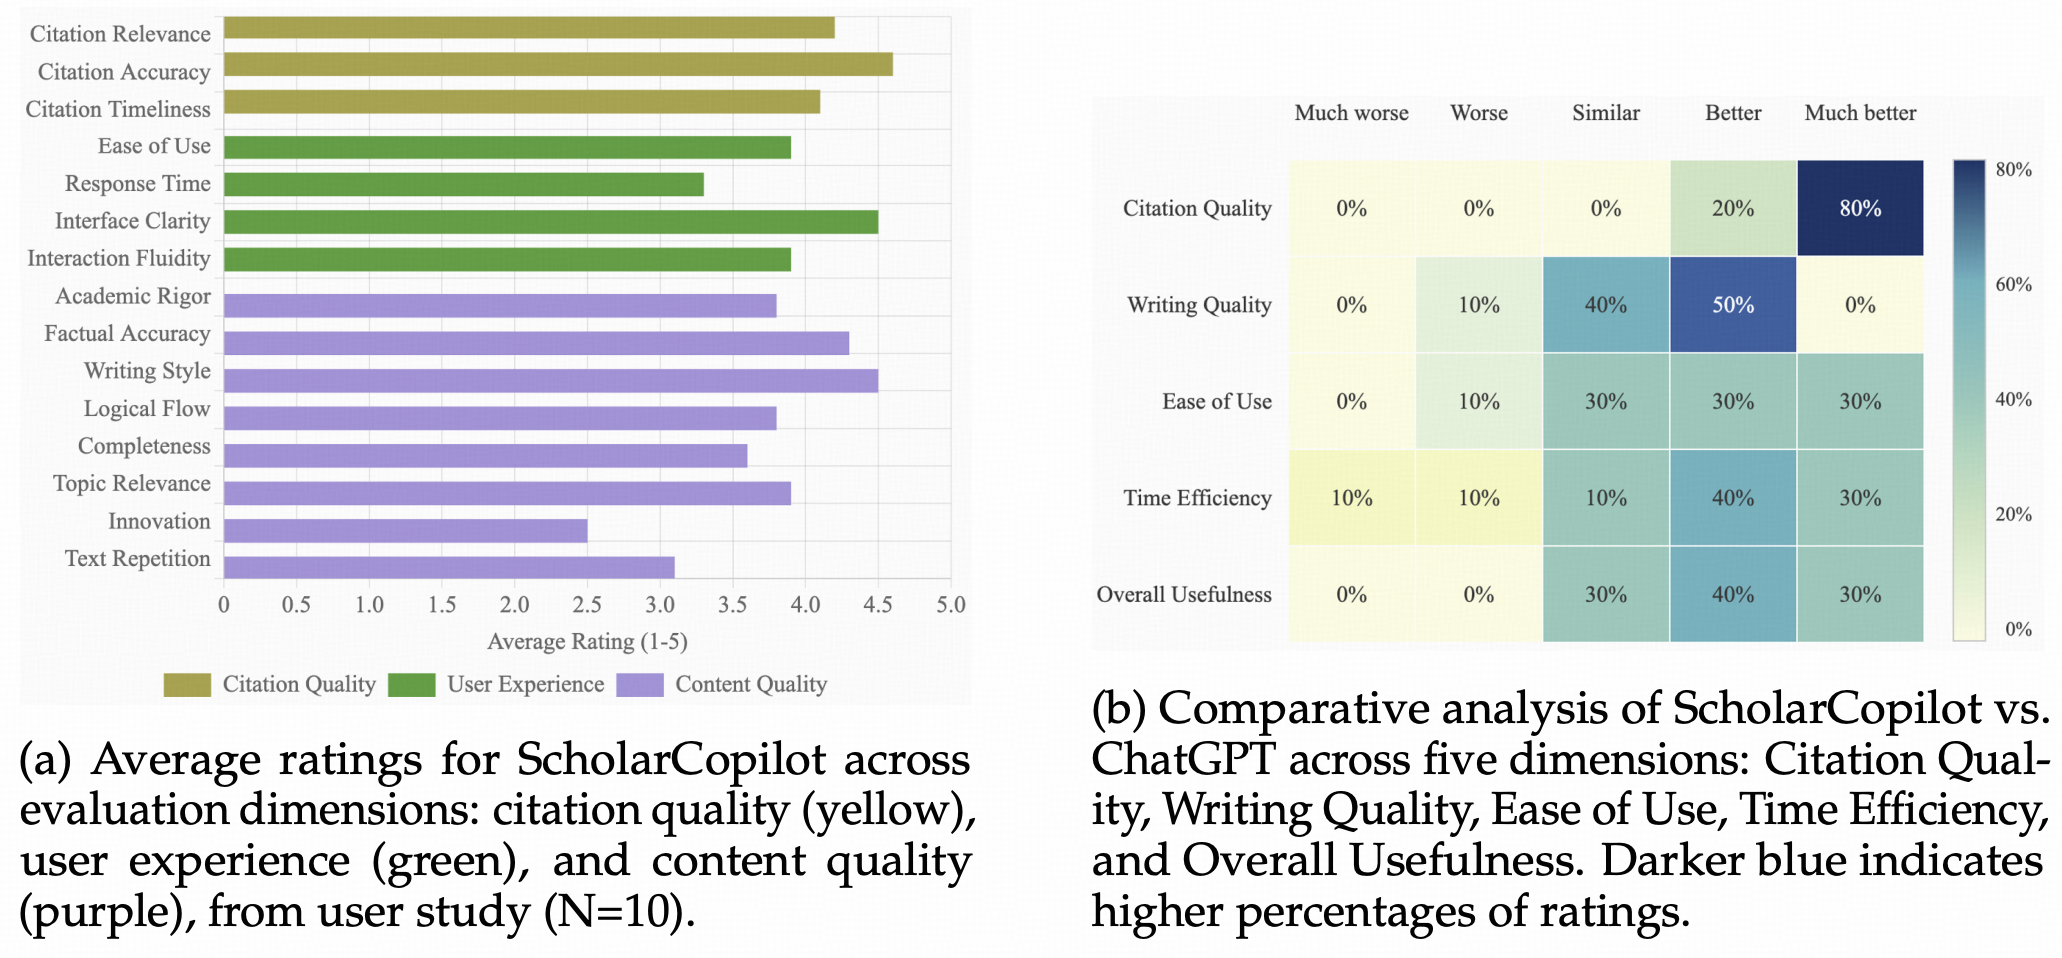 Citation Relevance
Citation Accuracy
Citation Timeliness
Ease of Use
Response Time
Interface Clarity
Interaction Fluidity
Academic Rigor
Factual Accuracy
Writing Style
Logical Flow
Completeness
Topic Relevance
Innovation
Text Repetition
0 0.5 1.0 1.5 2.0 2.5 3.0 3.5 4.0 4.5 5.0
Average Rating (1-5)
Citation Quality User Experience Content Quality
(a) Average ratings for ScholarCopilot across
evaluation dimensions: citation quality (yellow),
user experience (green), and content quality
(purple), from user study (N=10).
Much worse Worse Similar Better Much better
Citation Quality 0% 0% 0% 20% 80%
Writing Quality 0% 10% 40% 50% 0%
Ease of Use 0% 10% 30% 30% 30%
Time Efficiency 10% 10% 10% 40% 30%
Overall Usefulness 0% 0% 30% 40% 30%
80%
60%
40%
20%
0%
(b) Comparative analysis of ScholarCopilot vs.
ChatGPT across five dimensions: Citation Qual-
ity, Writing Quality, Ease of Use, Time Efficiency,
and Overall Usefulness. Darker blue indicates
higher percentages of ratings.